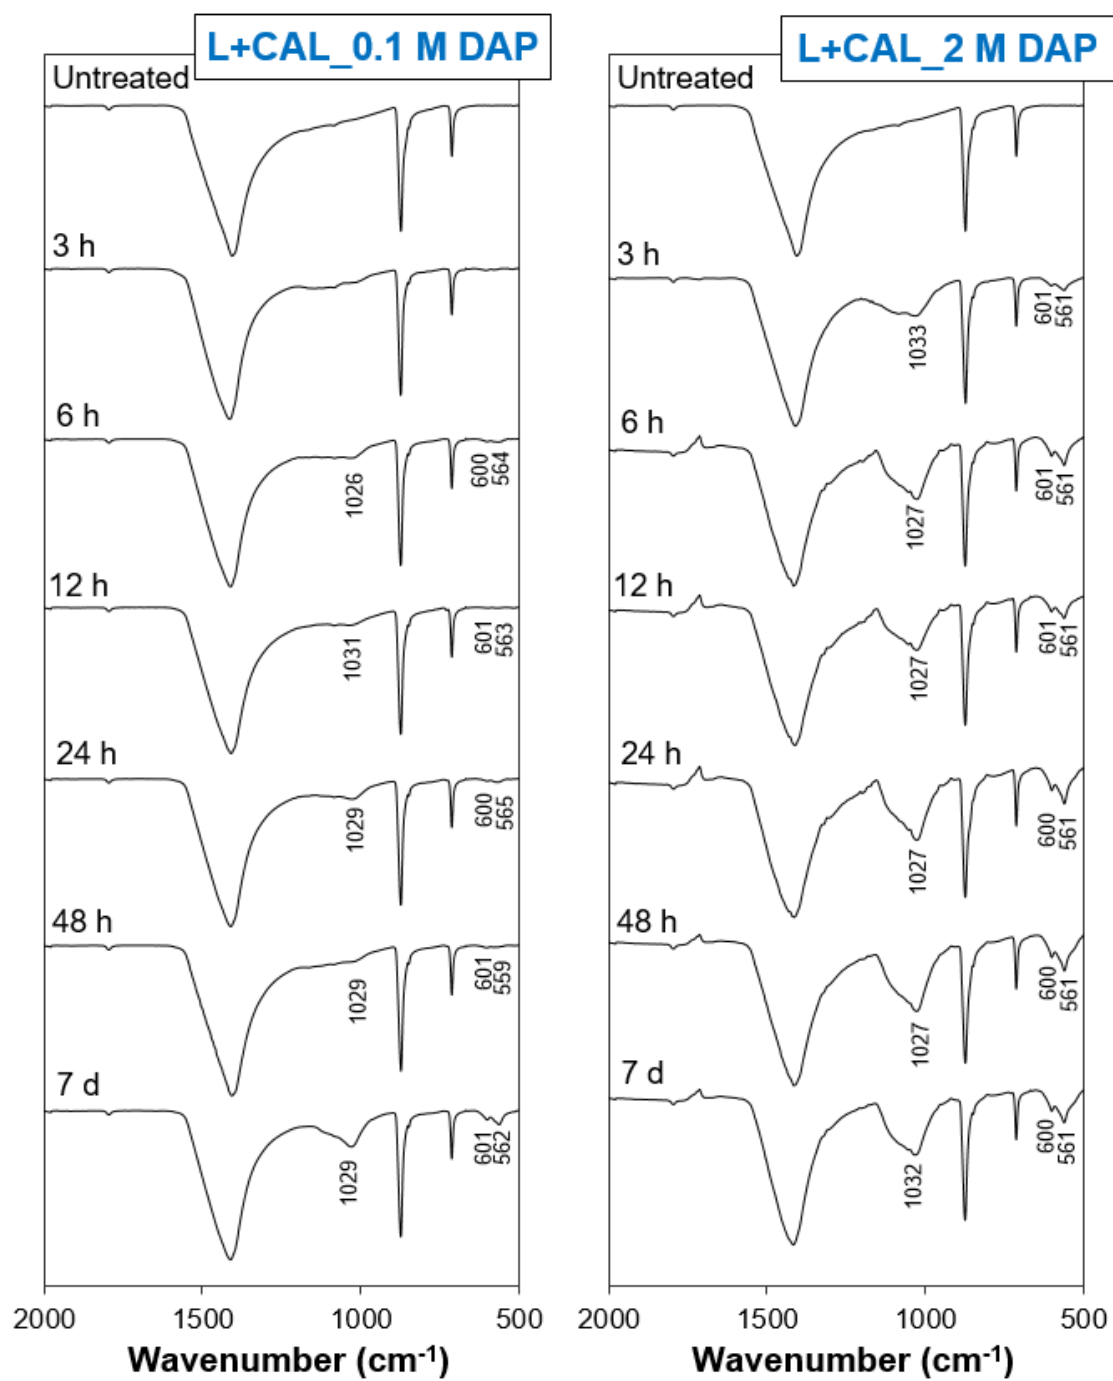 L+CAL_0.1 M DAP
Untreated
3 h
6 h
1026
600
564
12 h
1031
601
563
24 h
1029
600
565
48 h
1029
601
559
7 d
1029
601
562
2000 1500 1000 500
Wavenumber (cm-1)
L+CAL_2 M DAP
Untreated
3 h
1033
601
561
6 h
1027
601
561
12 h
1027
601
561
24 h
1027
600
561
48 h
1027
600
561
7 d
1032
600
561
2000 1500 1000 500
Wavenumber (cm-1)